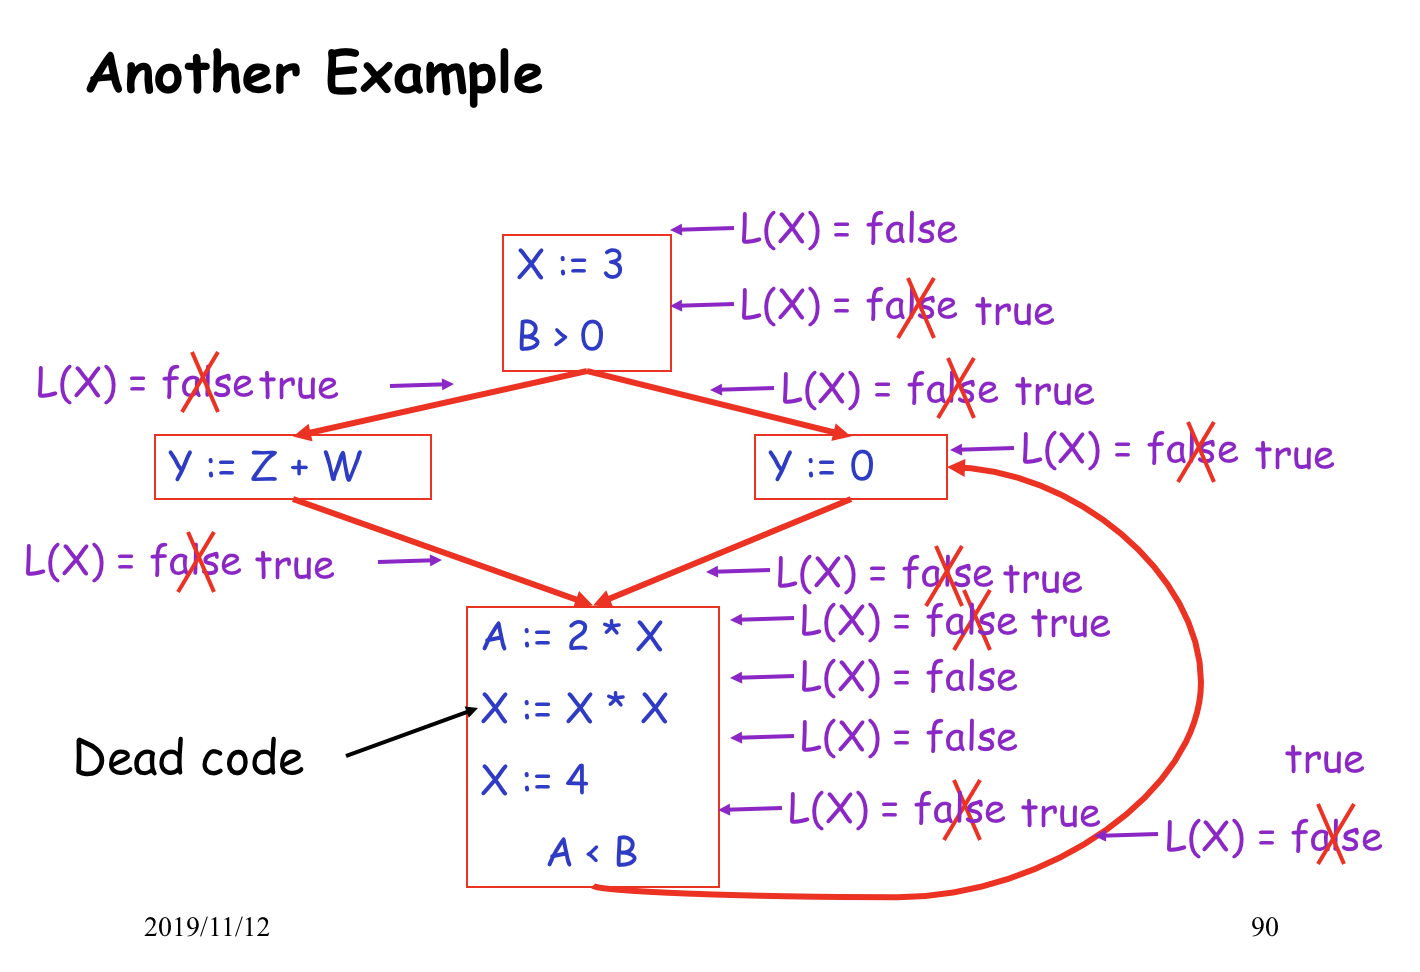 Another Example
L(X) = false
X := 3
L(X) = false true
B > 0
L(X) = false true
L(X) = false true
L(X) = false true
Y := Z + W
Y := 0
L(X) = false true
L(X) = false true
L(X) = false true
A := 2 * X
L(X) = false
X := X * X
Dead code
L(X) = false
X := 4
true
L(X) = false true
L(X) = false
A < B
2019/11/12
90